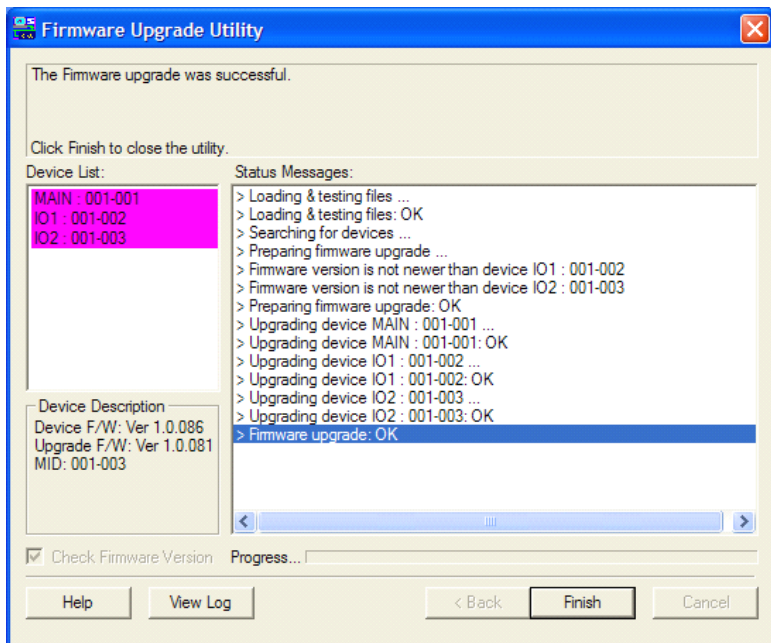 Firmware Upgrade Utility
The Firmware upgrade was successful.
Click Finish to close the utility.
Device List:
MAIN : 001-001
IO1 : 001-002
IO2 : 001-003
Status Messages:
> Loading & testing files ...
> Loading & testing files: OK
> Searching for devices ...
> Preparing firmware upgrade ...
> Firmware version is not newer than device IO1 : 001-002
> Firmware version is not newer than device IO2 : 001-003
> Preparing firmware upgrade: OK
> Upgrading device MAIN : 001-001 ...
> Upgrading device MAIN : 001-001: OK
> Upgrading device IO1 : 001-002 ...
> Upgrading device IO1 : 001-002: OK
> Upgrading device IO2 : 001-003 ...
> Upgrading device IO2 : 001-003: OK
> Firmware upgrade: OK
Device Description
Device F/W: Ver 1.0.086
Upgrade F/W: Ver 1.0.081
MID: 001-003
Check Firmware Version
Progress...
Help
View Log
< Back
Finish
Cancel